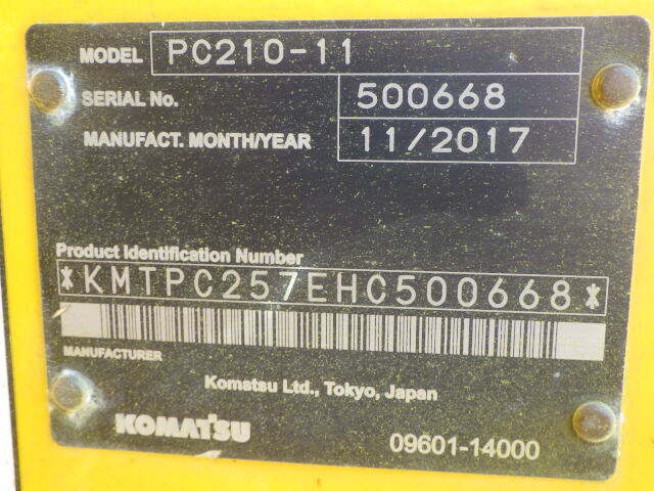 MODEL PC210-11
SERIAL No. 500668
MANUFACT. MONTH/YEAR 11/2017
Product Identification Number
*KMTPC257EHC500668*
MANUFACTURER
Komatsu Ltd., Tokyo, Japan
KOMATSU
09601-14000